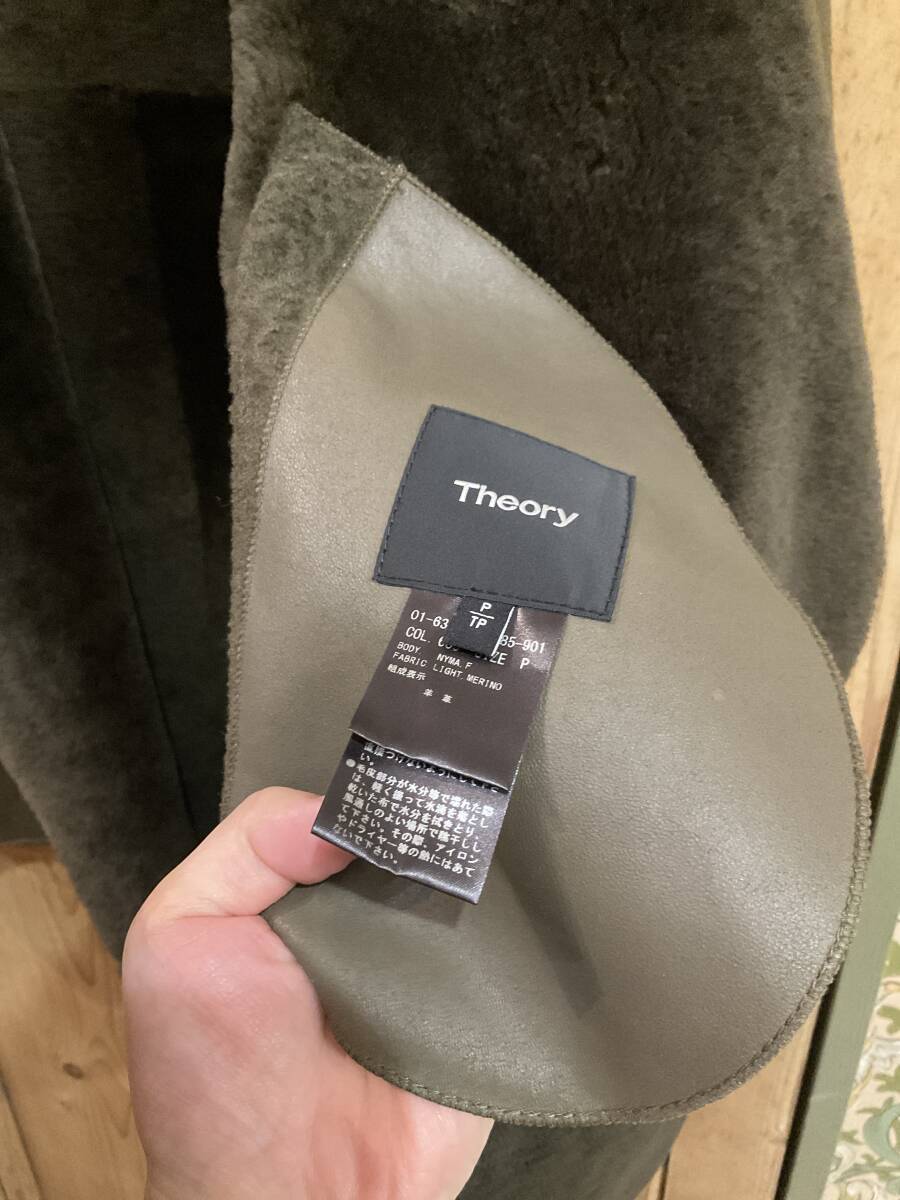 Theory
P
TP
01-63 35-901
COL. SIZE P
BODY NYMA.F
FABRIC LIGHT.MERINO
組成表示
羊革
い。
●毛皮部分が水分等で濡れた際
は、軽く振って水滴を落とし
乾いた布で水分を拭きとり、
風通しのよい場所で陰干しし
て下さい。その際、アイロン
やドライヤー等の熱にはあて
ないで下さい。